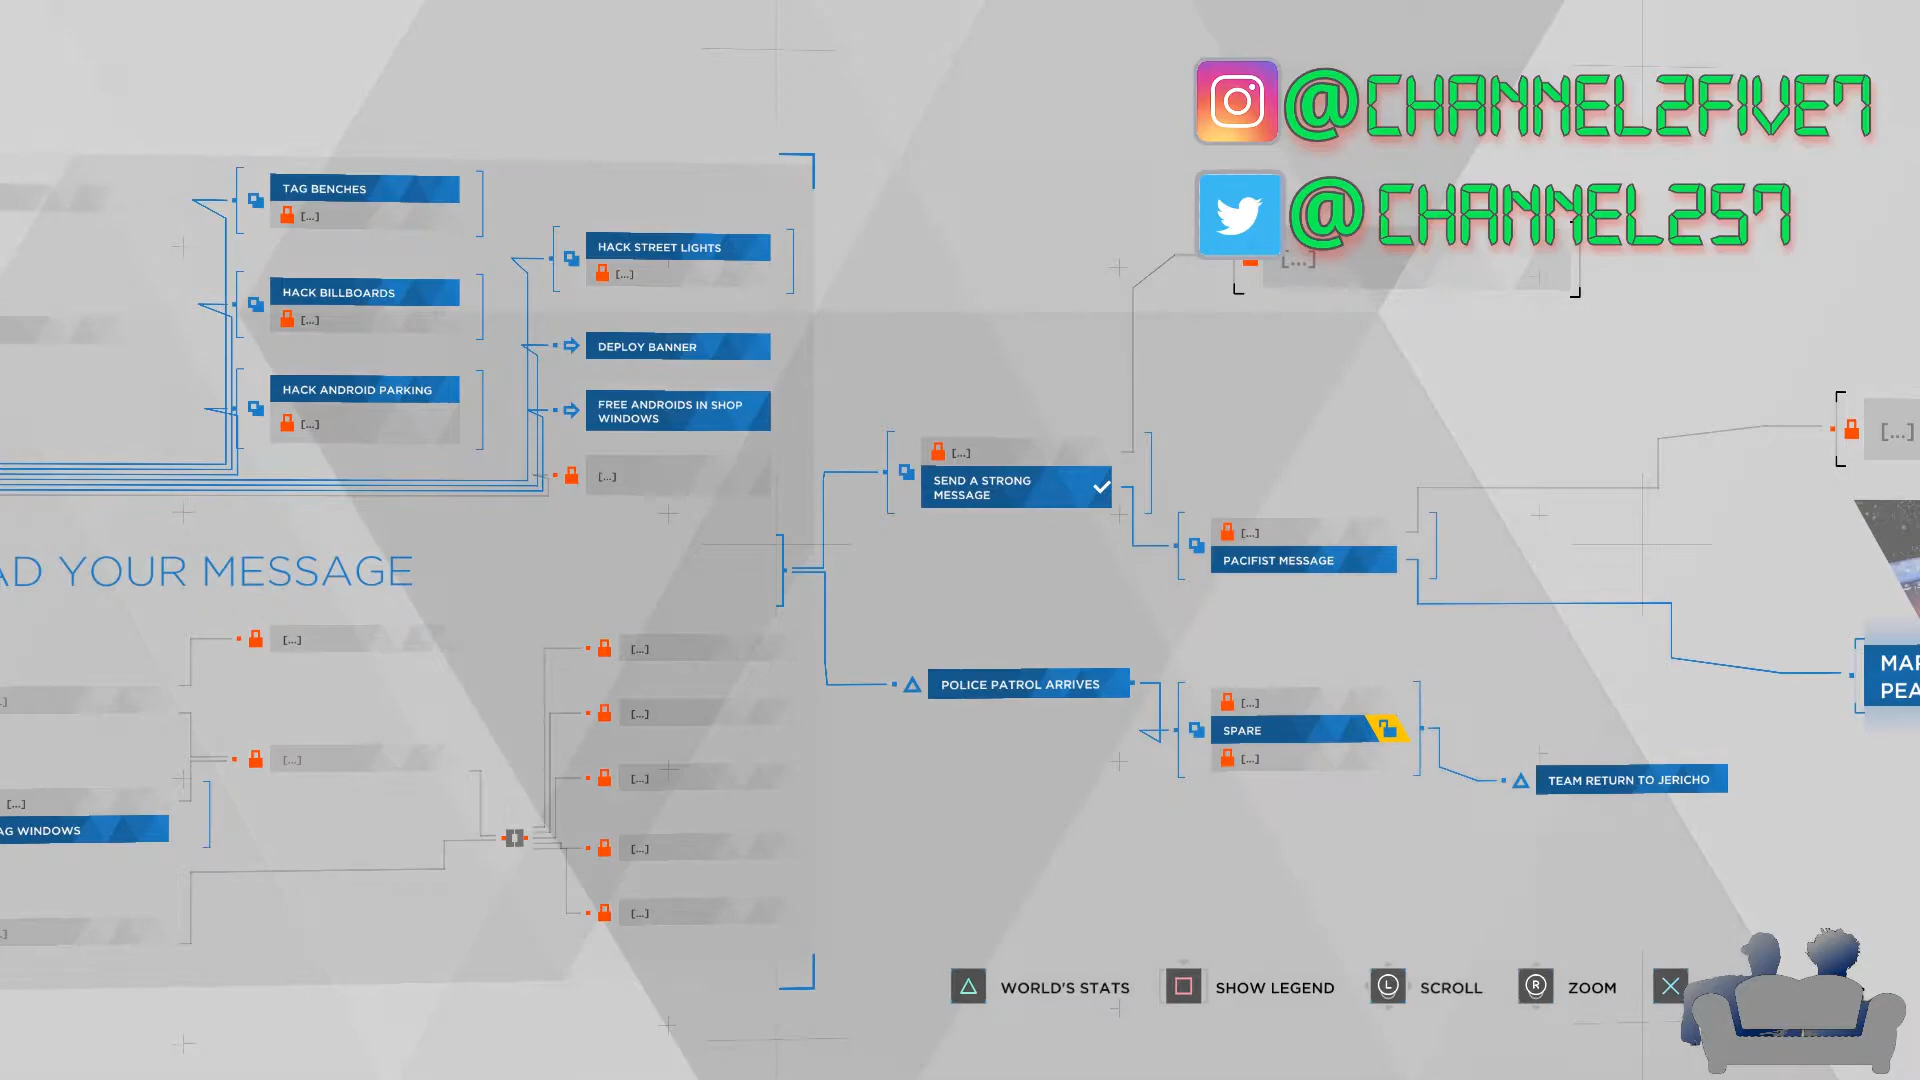 @CHANNEL2FIVE7
@CHANNEL257
TAG BENCHES
[...]
HACK STREET LIGHTS
[...]
[...]
HACK BILLBOARDS
[...]
DEPLOY BANNER
HACK ANDROID PARKING
[...]
FREE ANDROIDS IN SHOP
WINDOWS
[...]
[...]
[...]
SEND A STRONG
MESSAGE
[...]
PACIFIST MESSAGE
AD YOUR MESSAGE
[...]
[...]
[...]
[...]
[...]
AG WINDOWS
[...]
[...]
[...]
[...]
POLICE PATROL ARRIVES
[...]
SPARE
[...]
TEAM RETURN TO JERICHO
MAR
PEA
WORLD'S STATS
SHOW LEGEND
SCROLL
ZOOM